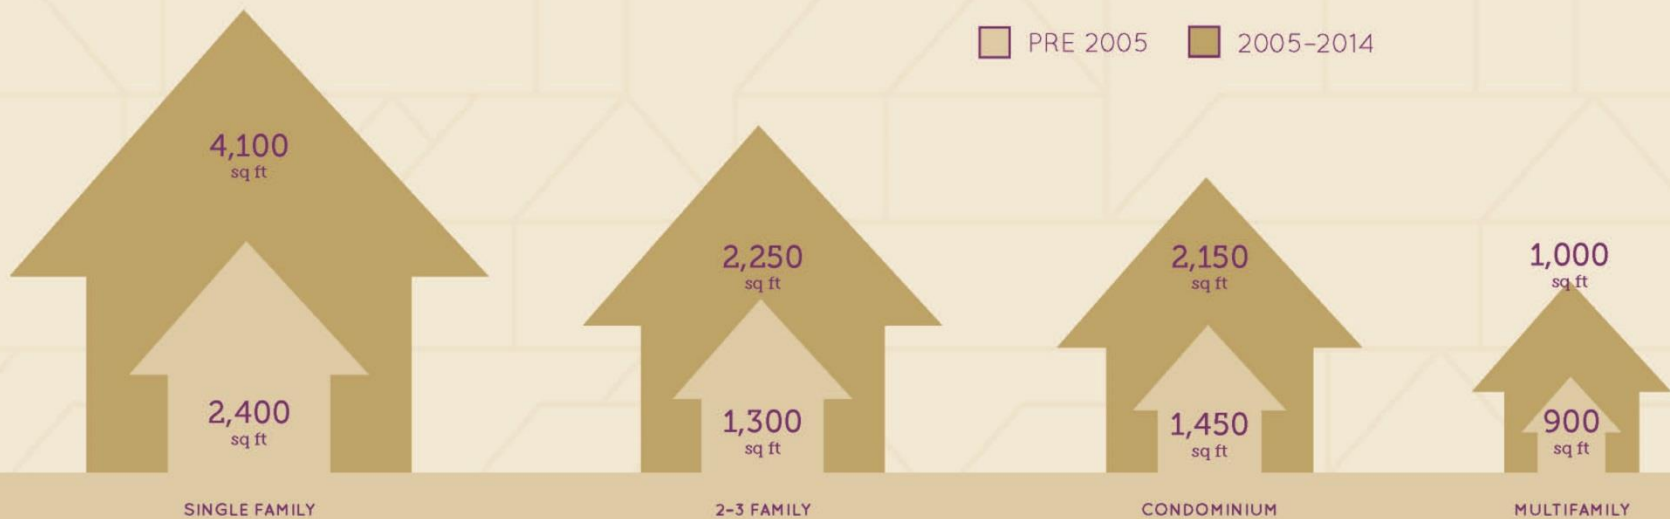 PRE 2005
2005–2014
4,100
sq ft
2,400
sq ft
SINGLE FAMILY
2,250
sq ft
1,300
sq ft
2–3 FAMILY
2,150
sq ft
1,450
sq ft
CONDOMINIUM
1,000
sq ft
900
sq ft
MULTIFAMILY